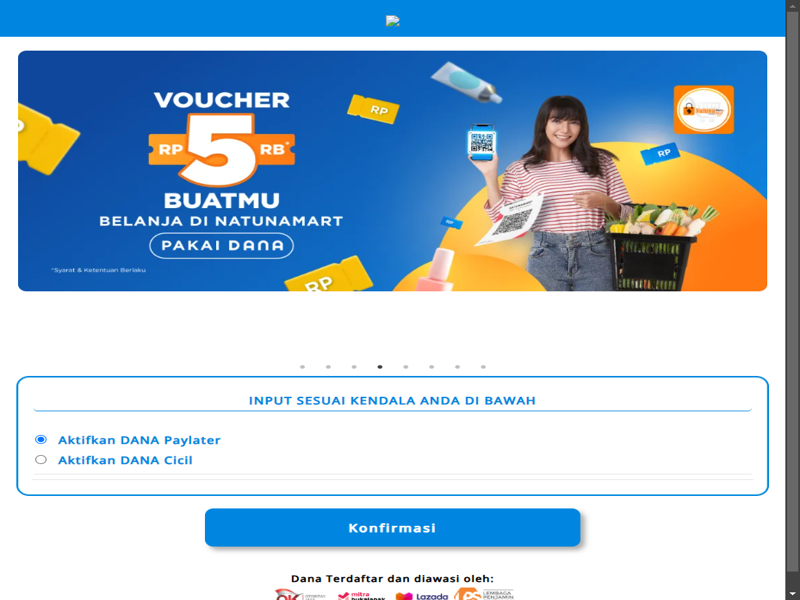 VOUCHER
RP 5 RB*
BUATMU
BELANJA DI NATUNAMART
PAKAI DANA
*Syarat & Ketentuan Berlaku
RP
RP
RP
RP
INPUT SESUAI KENDALA ANDA DI BAWAH
Aktifkan DANA Paylater
Aktifkan DANA Cicil
Konfirmasi
Dana Terdaftar dan diawasi oleh:
mitra
bukalapak
Lazada
LEMBAGA
PENJAMIN